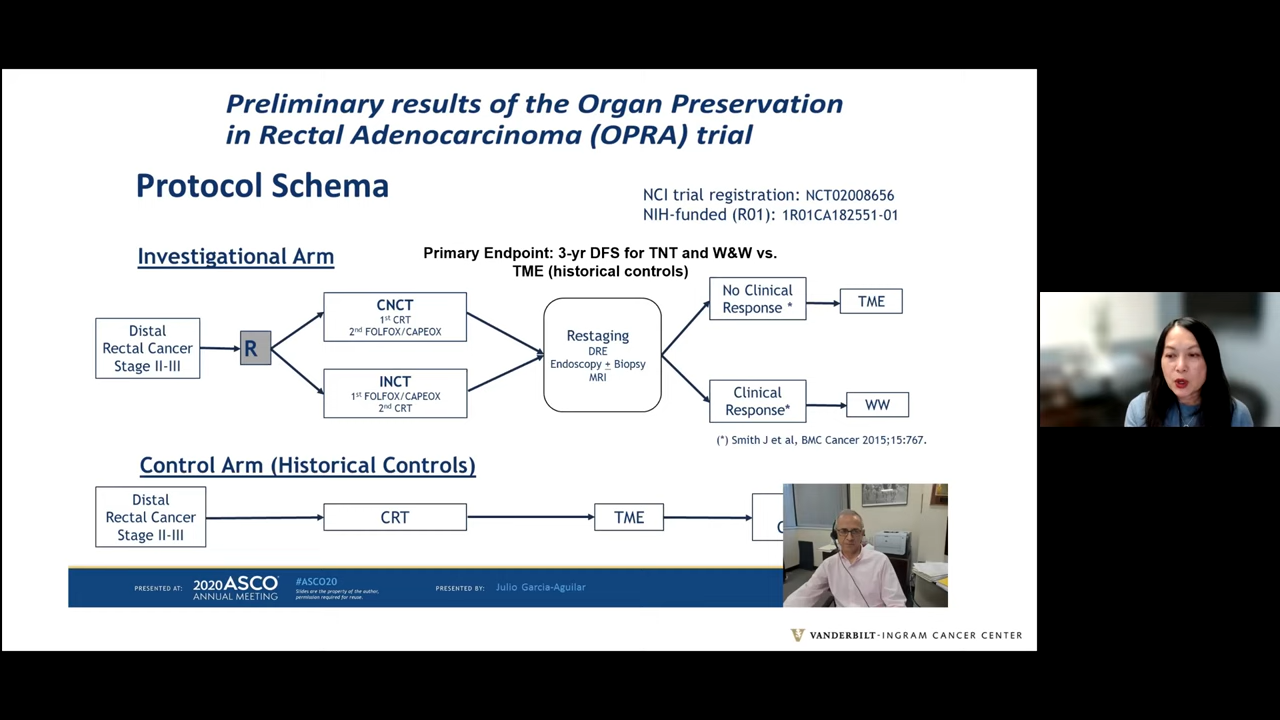 Preliminary results of the Organ Preservation
in Rectal Adenocarcinoma (OPRA) trial
Protocol Schema
NCI trial registration: NCT02008656
NIH-funded (R01): 1R01CA182551-01
Investigational Arm
Primary Endpoint: 3-yr DFS for TNT and W&W vs.
TME (historical controls)
Distal
Rectal Cancer
Stage II-III
R
CNCT
1st CRT
2nd FOLFOX/CAPEOX
INCT
1st FOLFOX/CAPEOX
2nd CRT
Restaging
DRE
Endoscopy ± Biopsy
MRI
No Clinical
Response *
TME
Clinical
Response*
WW
(*) Smith J et al, BMC Cancer 2015;15:767.
Control Arm (Historical Controls)
Distal
Rectal Cancer
Stage II-III
CRT
TME
PRESENTED AT:
2020 ASCO
ANNUAL MEETING
#ASCO20
Slides are the property of the author,
permission required for reuse.
PRESENTED BY:
Julio Garcia-Aguilar
VANDERBILT-INGRAM CANCER CENTER